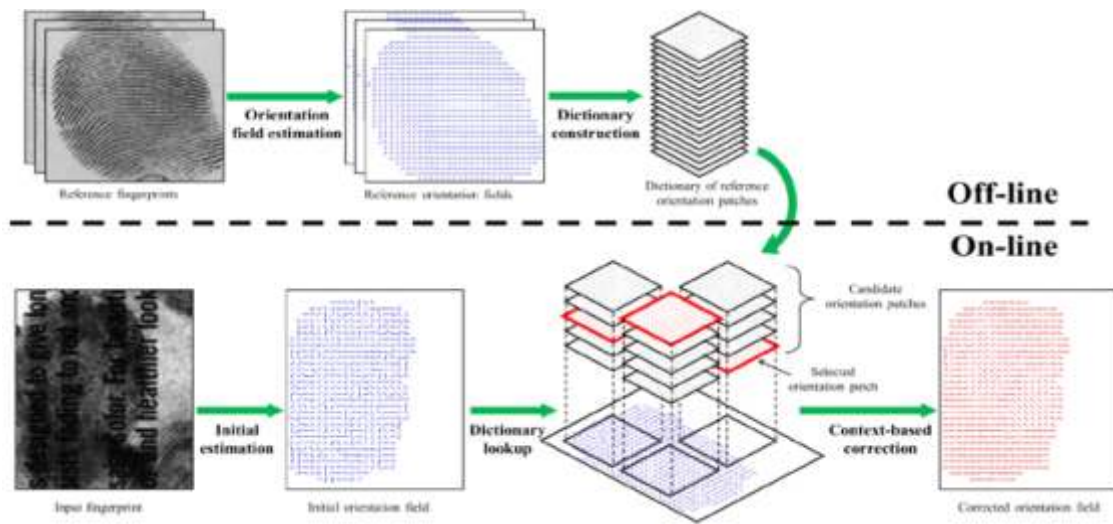 Orientation
field estimation
Dictionary
construction
Reference fingerprints
Reference orientation fields
Dictionary of reference
orientation patches
Off-line
On-line
Candidate
orientation patches
Selected
orientation patch
Initial
estimation
Dictionary
lookup
Context-based
correction
Input fingerprint
Initial orientation field
Corrected orientation field